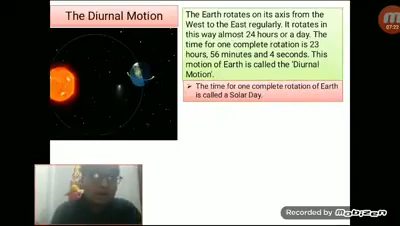 The Diurnal Motion
The Earth rotates on its axis from the
West to the East regularly. It rotates in
this way almost 24 hours or a day. The
time for one complete rotation is 23
hours, 56 minutes and 4 seconds. This
motion of Earth is called the 'Diurnal
Motion'.
➢ The time for one complete rotation of Earth
is called a Solar Day.
07:22
Recorded by Mobizen